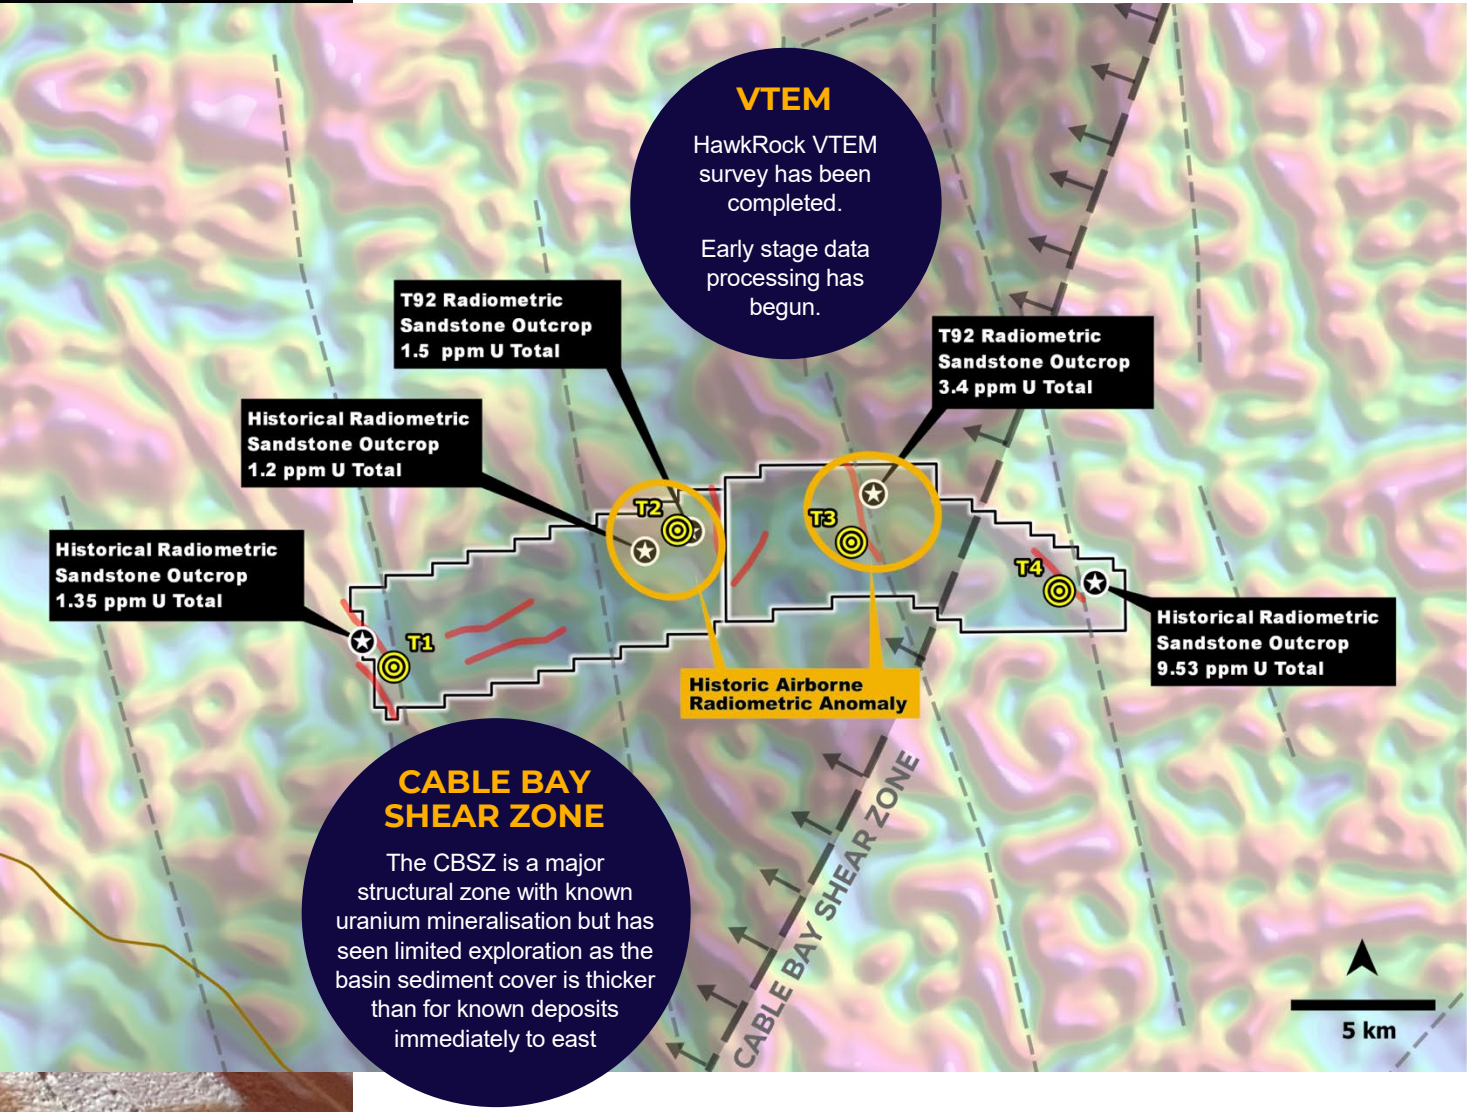 VTEM
HawkRock VTEM
survey has been
completed.
Early stage data
processing has
begun.
T92 Radiometric
Sandstone Outcrop
1.5  ppm U Total
T92 Radiometric
Sandstone Outcrop
3.4 ppm U Total
Historical Radiometric
Sandstone Outcrop
1.2 ppm U Total
T2
T3
Historical Radiometric
Sandstone Outcrop
1.35 ppm U Total
T4
T1
Historical Radiometric
Sandstone Outcrop
9.53 ppm U Total
Historic Airborne
Radiometric Anomaly
CABLE BAY SHEAR ZONE
CABLE BAY
SHEAR ZONE
The CBSZ is a major
structural zone with known
uranium mineralisation but has
seen limited exploration as the
basin sediment cover is thicker
than for known deposits
immediately to east
5 km